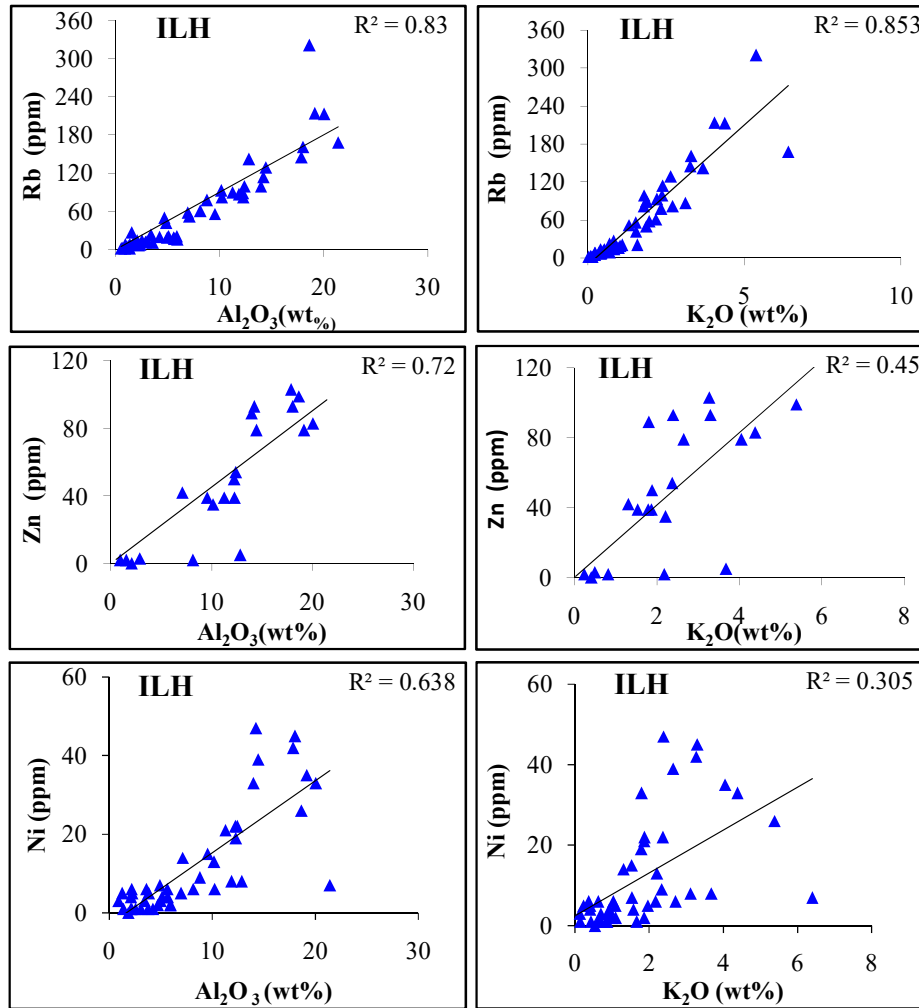 ILH R² = 0.83
Rb (ppm)
360
300
240
180
120
60
0
0 10 20 30
Al₂O₃(wt%)
ILH R² = 0.853
Rb (ppm)
360
300
240
180
120
60
0
0 5 10
K₂O (wt%)
ILH R² = 0.72
Zn (ppm)
120
80
40
0
0 10 20 30
Al₂O₃(wt%)
ILH R² = 0.45
Zn (ppm)
120
80
40
0
0 2 4 6 8
K₂O(wt%)
ILH R² = 0.638
Ni (ppm)
60
40
20
0
0 10 20 30
Al₂O₃ (wt%)
ILH R² = 0.305
Ni (ppm)
60
40
20
0
0 2 4 6 8
K₂O (wt%)